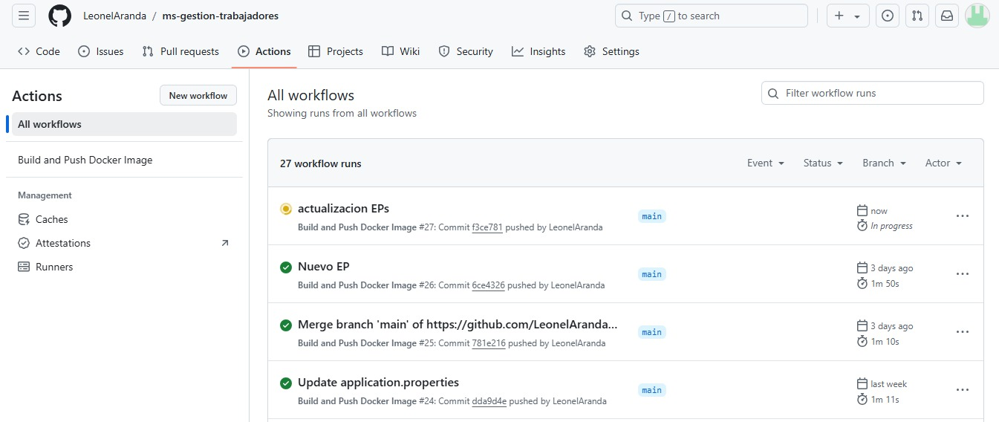 LeonelAranda / ms-gestion-trabajadores
Type / to search
Code
Issues
Pull requests
Actions
Projects
Wiki
Security
Insights
Settings
Actions
New workflow
All workflows
Build and Push Docker Image
Management
Caches
Attestations
Runners
All workflows
Showing runs from all workflows
Filter workflow runs
27 workflow runs
Event
Status
Branch
Actor
actualizacion EPs
Build and Push Docker Image #27: Commit f3ce781 pushed by LeonelAranda
main
now
In progress
Nuevo EP
Build and Push Docker Image #26: Commit 6ce4326 pushed by LeonelAranda
main
3 days ago
1m 50s
Merge branch 'main' of https://github.com/LeonelAranda...
Build and Push Docker Image #25: Commit 781e216 pushed by LeonelAranda
main
3 days ago
1m 10s
Update application.properties
Build and Push Docker Image #24: Commit dda9d4e pushed by LeonelAranda
main
last week
1m 11s